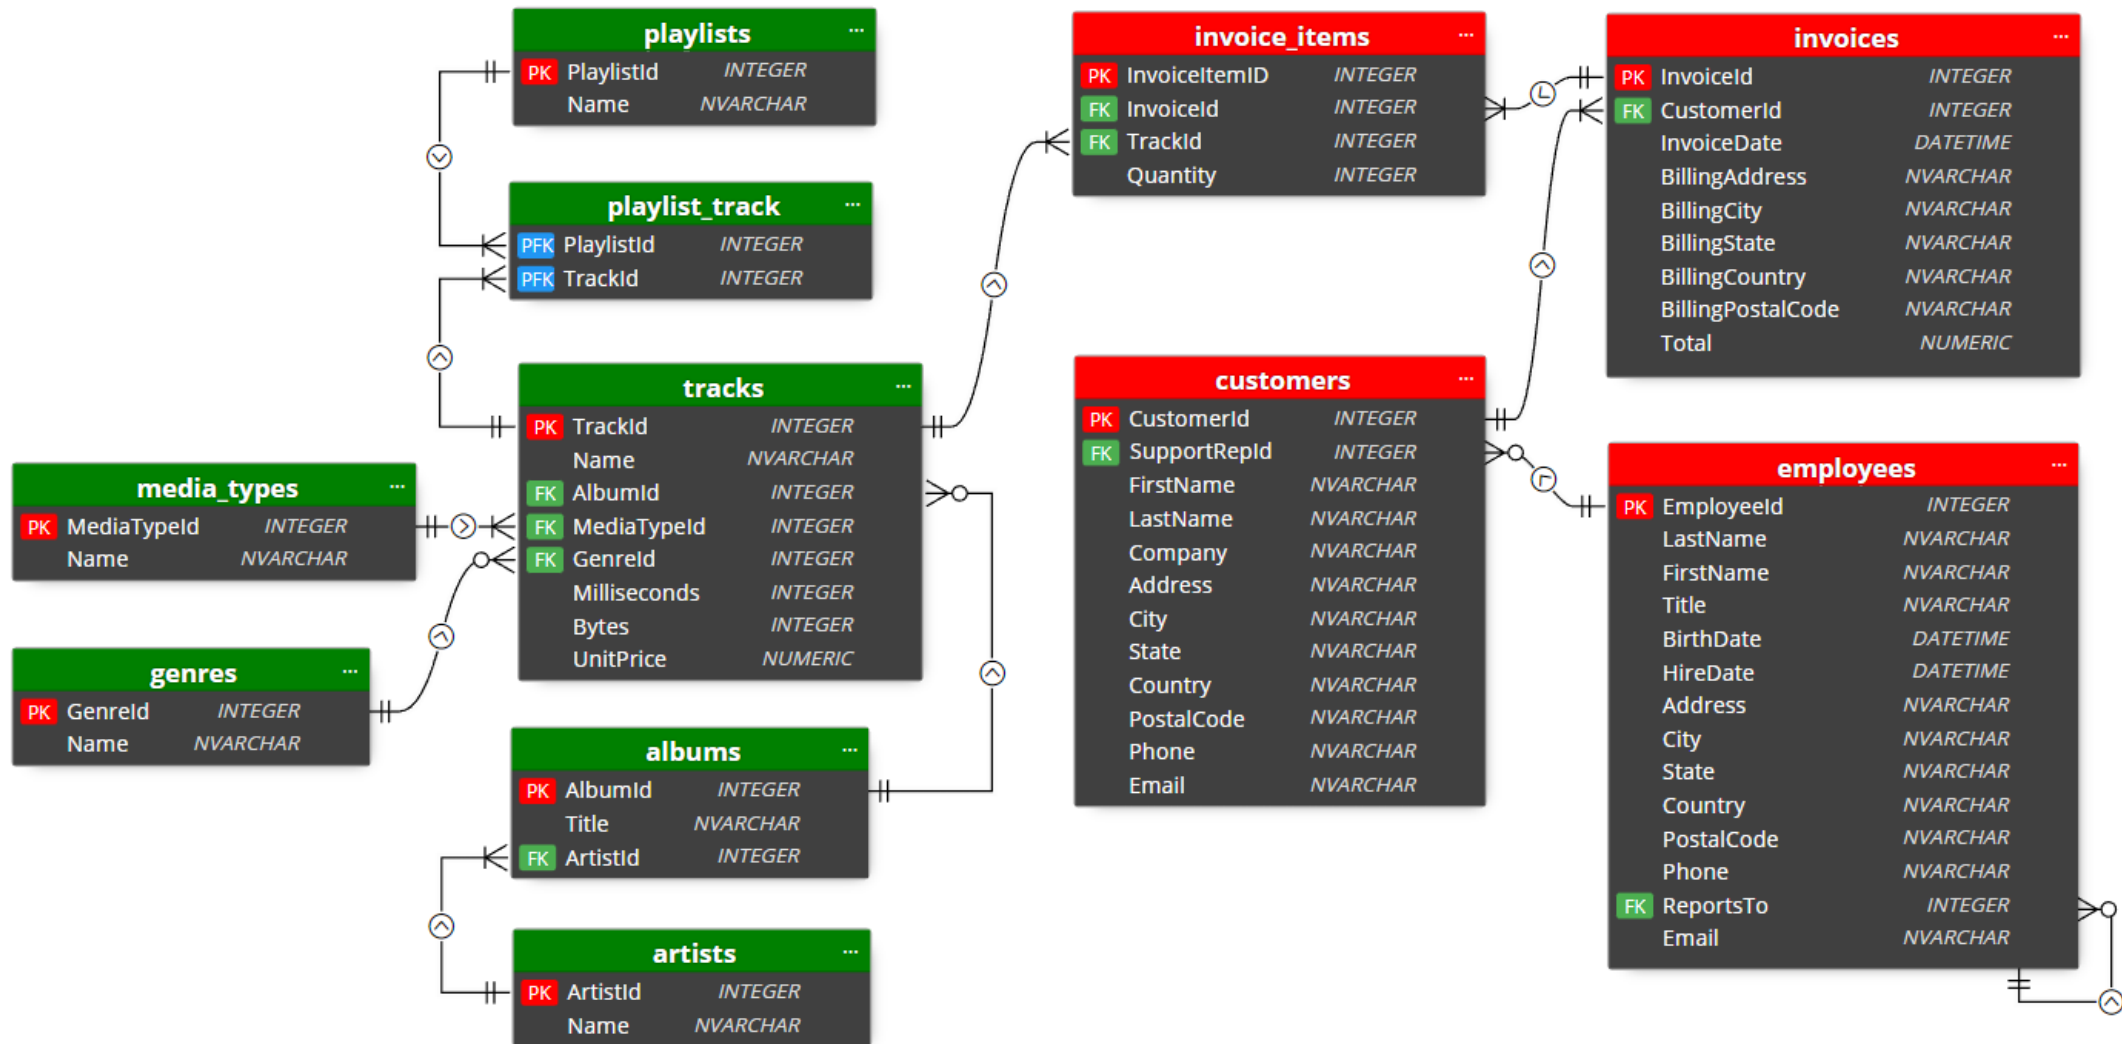 playlists ...
PK PlaylistId INTEGER
Name NVARCHAR
playlist_track ...
PFK PlaylistId INTEGER
PFK TrackId INTEGER
tracks ...
PK TrackId INTEGER
Name NVARCHAR
FK AlbumId INTEGER
FK MediaTypeId INTEGER
FK GenreId INTEGER
Milliseconds INTEGER
Bytes INTEGER
UnitPrice NUMERIC
media_types ...
PK MediaTypeId INTEGER
Name NVARCHAR
genres ...
PK GenreId INTEGER
Name NVARCHAR
albums ...
PK AlbumId INTEGER
Title NVARCHAR
FK ArtistId INTEGER
artists ...
PK ArtistId INTEGER
Name NVARCHAR
invoice_items ...
PK InvoiceItemID INTEGER
FK InvoiceId INTEGER
FK TrackId INTEGER
Quantity INTEGER
invoices ...
PK InvoiceId INTEGER
FK CustomerId INTEGER
InvoiceDate DATETIME
BillingAddress NVARCHAR
BillingCity NVARCHAR
BillingState NVARCHAR
BillingCountry NVARCHAR
BillingPostalCode NVARCHAR
Total NUMERIC
customers ...
PK CustomerId INTEGER
FK SupportRepId INTEGER
FirstName NVARCHAR
LastName NVARCHAR
Company NVARCHAR
Address NVARCHAR
City NVARCHAR
State NVARCHAR
Country NVARCHAR
PostalCode NVARCHAR
Phone NVARCHAR
Email NVARCHAR
employees ...
PK EmployeeId INTEGER
LastName NVARCHAR
FirstName NVARCHAR
Title NVARCHAR
BirthDate DATETIME
HireDate DATETIME
Address NVARCHAR
City NVARCHAR
State NVARCHAR
Country NVARCHAR
PostalCode NVARCHAR
Phone NVARCHAR
FK ReportsTo INTEGER
Email NVARCHAR